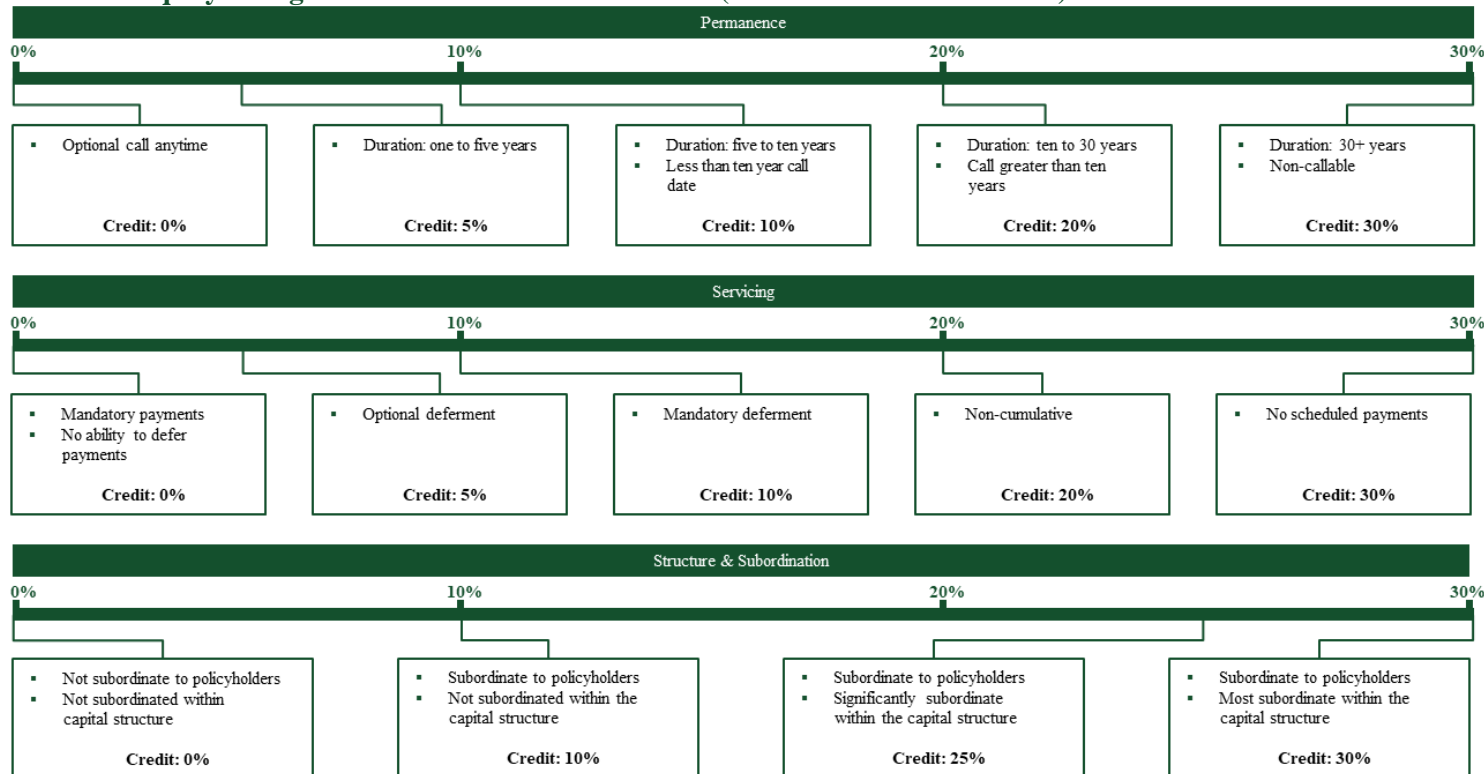 Permanence
0% 10% 20% 30%
▪ Optional call anytime
Credit: 0%
▪ Duration: one to five years
Credit: 5%
▪ Duration: five to ten years
▪ Less than ten year call
date
Credit: 10%
▪ Duration: ten to 30 years
▪ Call greater than ten
years
Credit: 20%
▪ Duration: 30+ years
▪ Non-callable
Credit: 30%
Servicing
0% 10% 20% 30%
▪ Mandatory payments
▪ No ability to defer
payments
Credit: 0%
▪ Optional deferment
Credit: 5%
▪ Mandatory deferment
Credit: 10%
▪ Non-cumulative
Credit: 20%
▪ No scheduled payments
Credit: 30%
Structure & Subordination
0% 10% 20% 30%
▪ Not subordinate to policyholders
▪ Not subordinated within
capital structure
Credit: 0%
▪ Subordinate to policyholders
▪ Not subordinated within the
capital structure
Credit: 10%
▪ Subordinate to policyholders
▪ Significantly subordinate
within the capital structure
Credit: 25%
▪ Subordinate to policyholders
▪ Most subordinate within the
capital structure
Credit: 30%